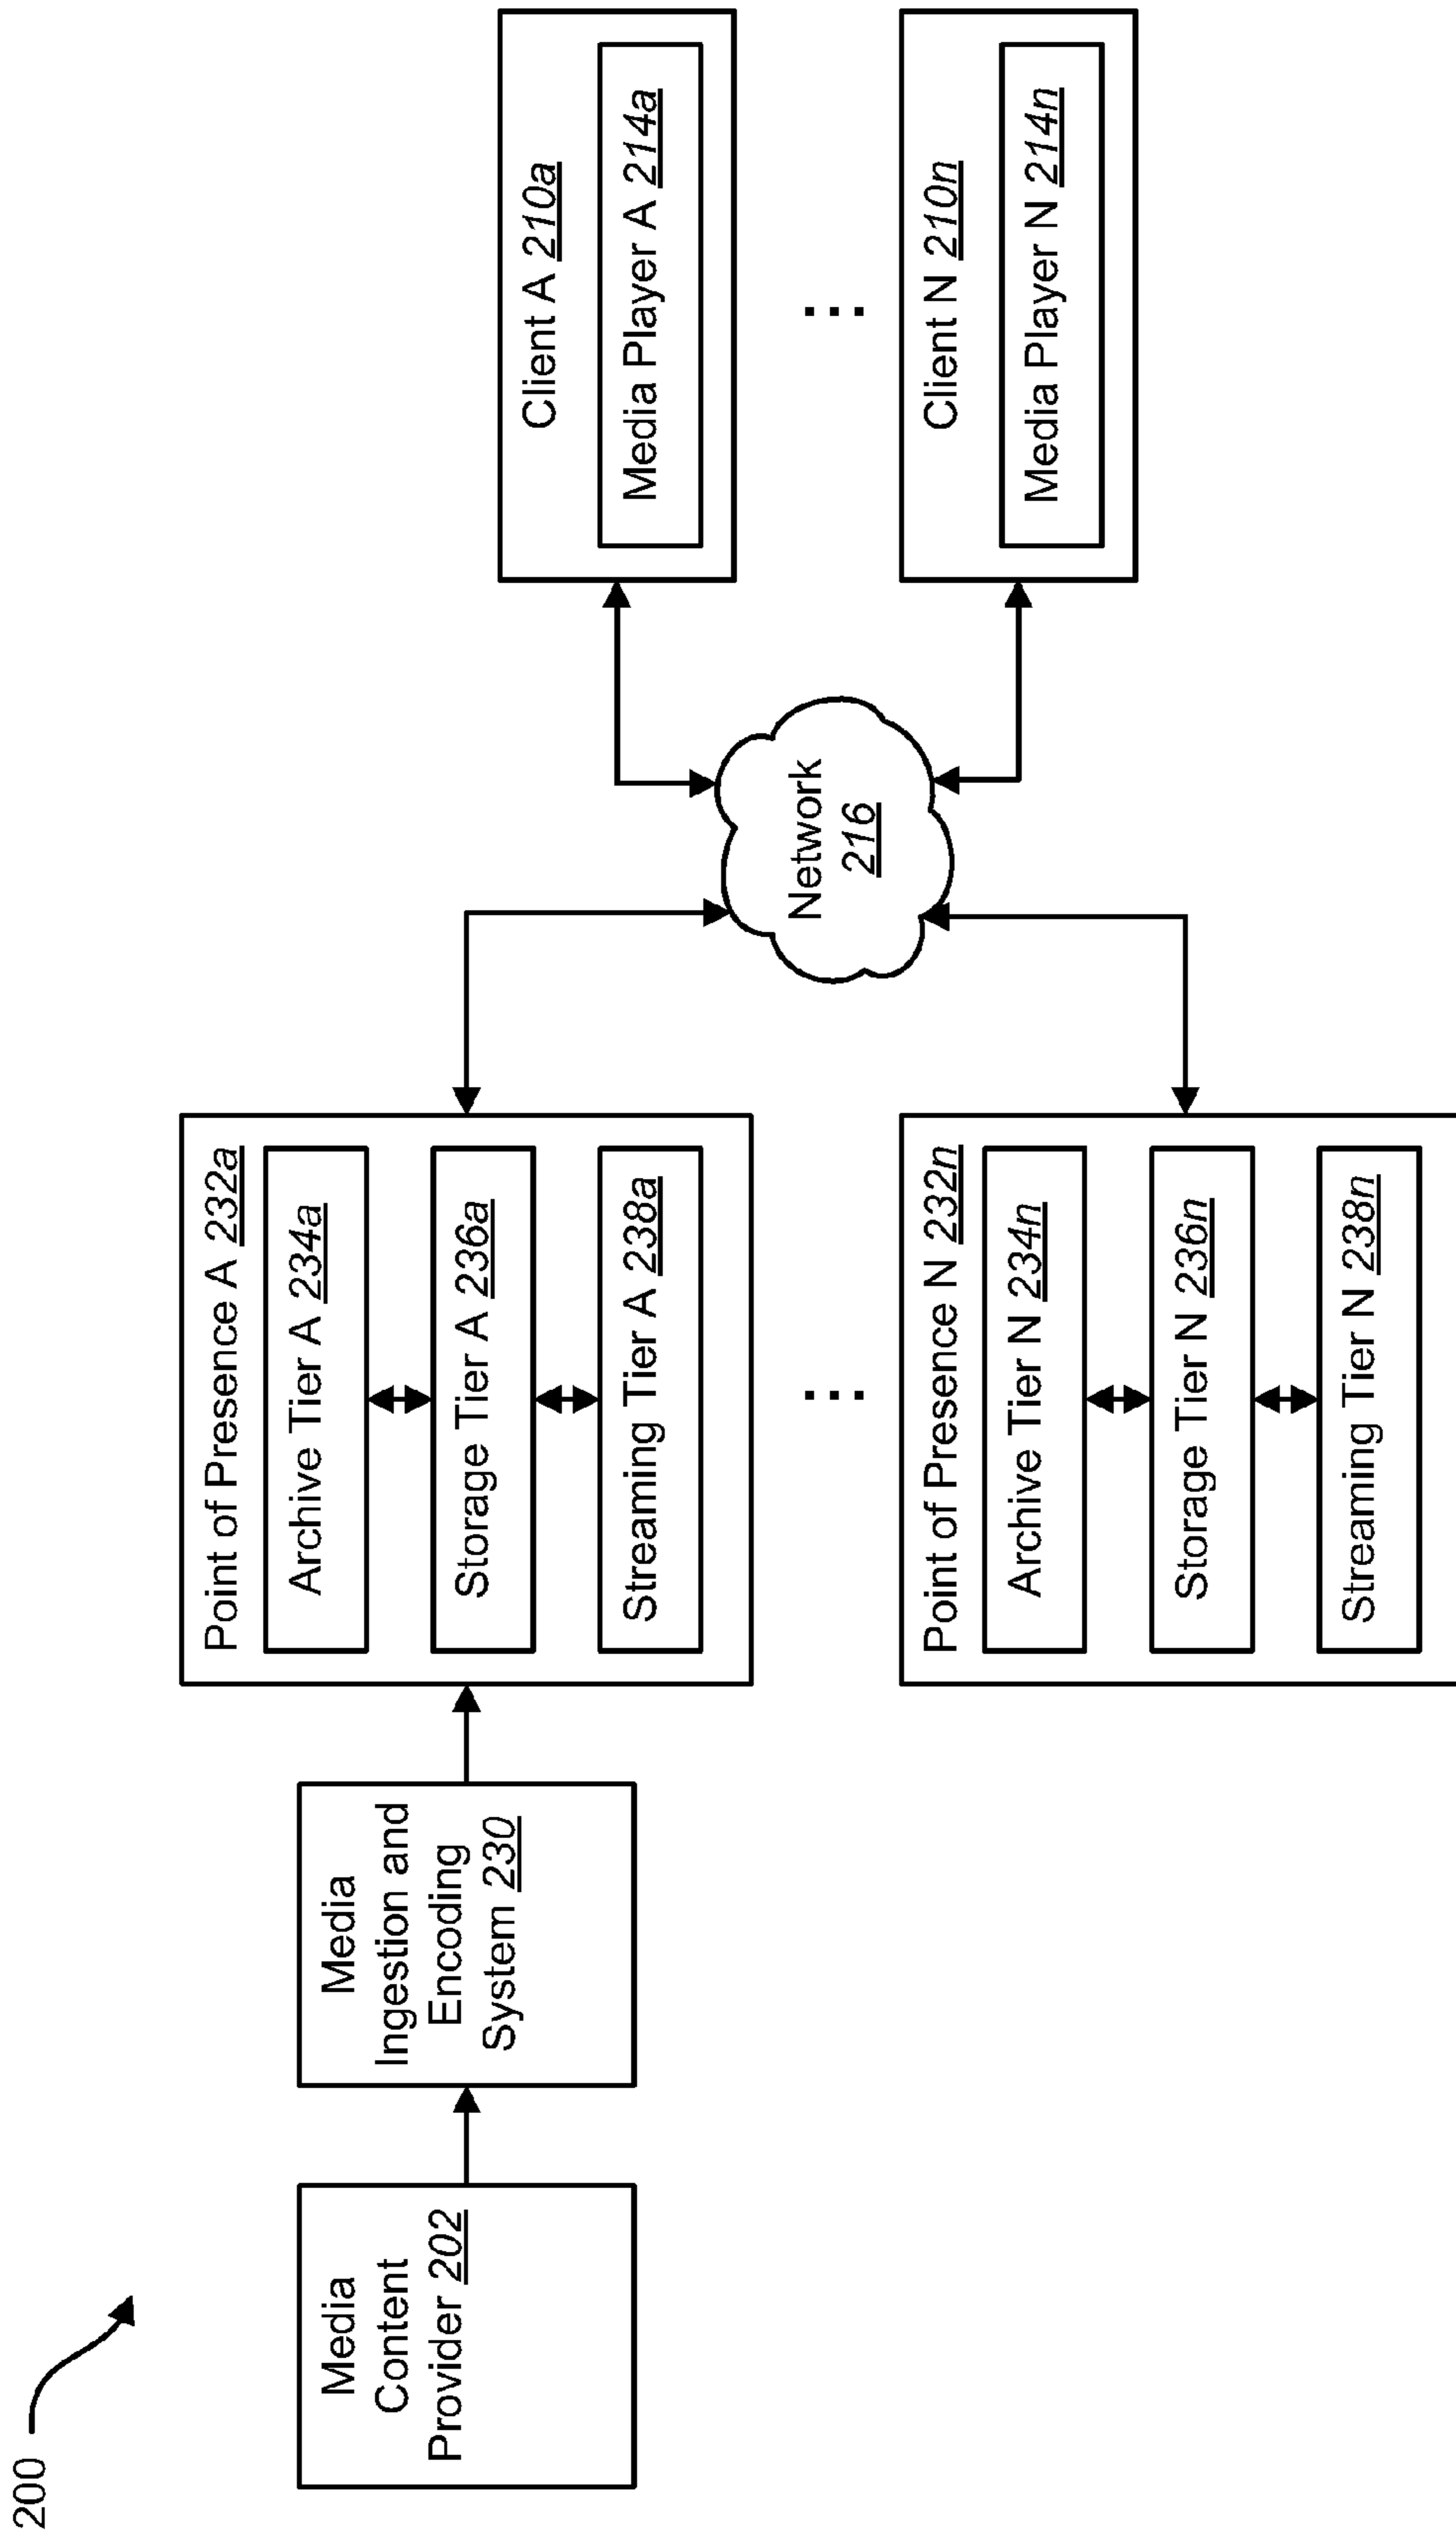 200
Media
Content
Provider 202
Media
Ingestion and
Encoding
System 230
Point of Presence A 232a
Archive Tier A 234a
Storage Tier A 236a
Streaming Tier A 238a
...
Point of Presence N 232n
Archive Tier N 234n
Storage Tier N 236n
Streaming Tier N 238n
Network
216
Client A 210a
Media Player A 214a
...
Client N 210n
Media Player N 214n